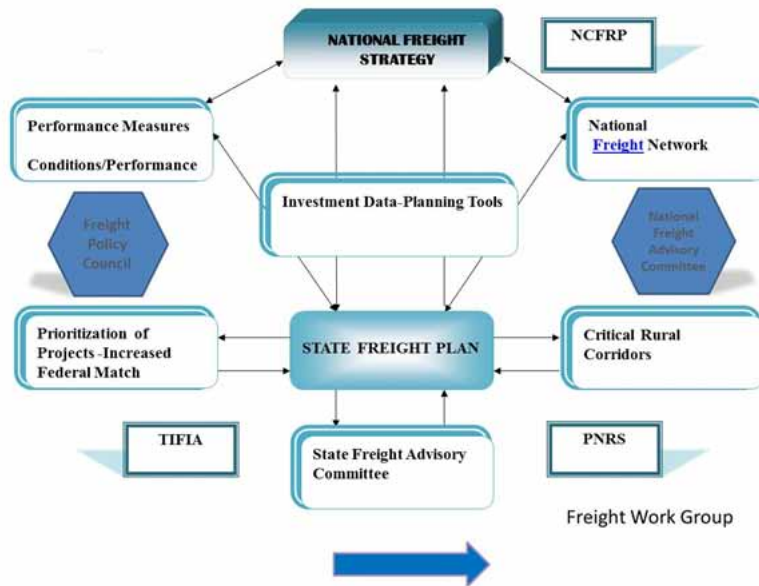 NATIONAL FREIGHT
STRATEGY
NCFRP
Performance Measures
Conditions/Performance
National
Freight Network
Investment Data-Planning Tools
Freight
Policy
Council
National
Freight
Advisory
Committee
Prioritization of
Projects -Increased
Federal Match
STATE FREIGHT PLAN
Critical Rural
Corridors
TIFIA
State Freight Advisory
Committee
PNRS
Freight Work Group